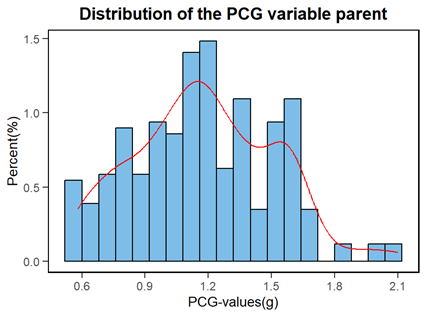 Distribution of the PCG variable parent
1.5
1.0
0.5
0.0
Percent(%)
0.6 0.9 1.2 1.5 1.8 2.1
PCG-values(g)